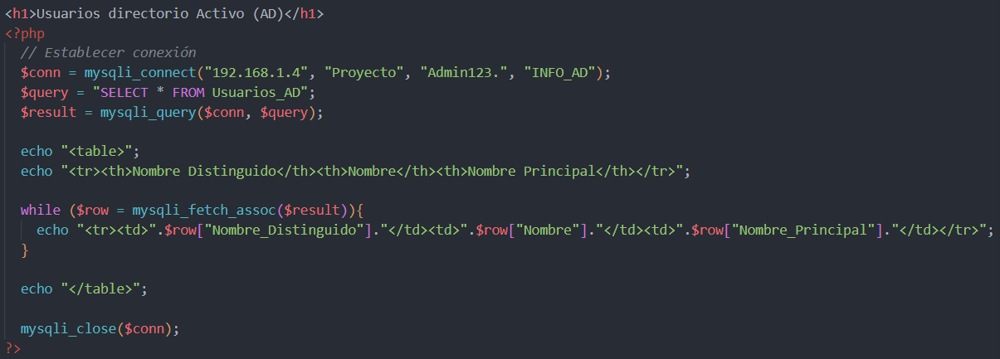 <h1>Usuarios directorio Activo (AD)</h1>
<?php
// Establecer conexión
$conn = mysqli_connect("192.168.1.4", "Proyecto", "Admin123.", "INFO_AD");
$query = "SELECT * FROM Usuarios_AD";
$result = mysqli_query($conn, $query);
echo "<table>";
echo "<tr><th>Nombre Distinguido</th><th>Nombre</th><th>Nombre Principal</th></tr>";
while ($row = mysqli_fetch_assoc($result)){
echo "<tr><td>".$row["Nombre_Distinguido"]."</td><td>".$row["Nombre"]."</td><td>".$row["Nombre_Principal"]."</td></tr>";
}
echo "</table>";
mysqli_close($conn);
?>